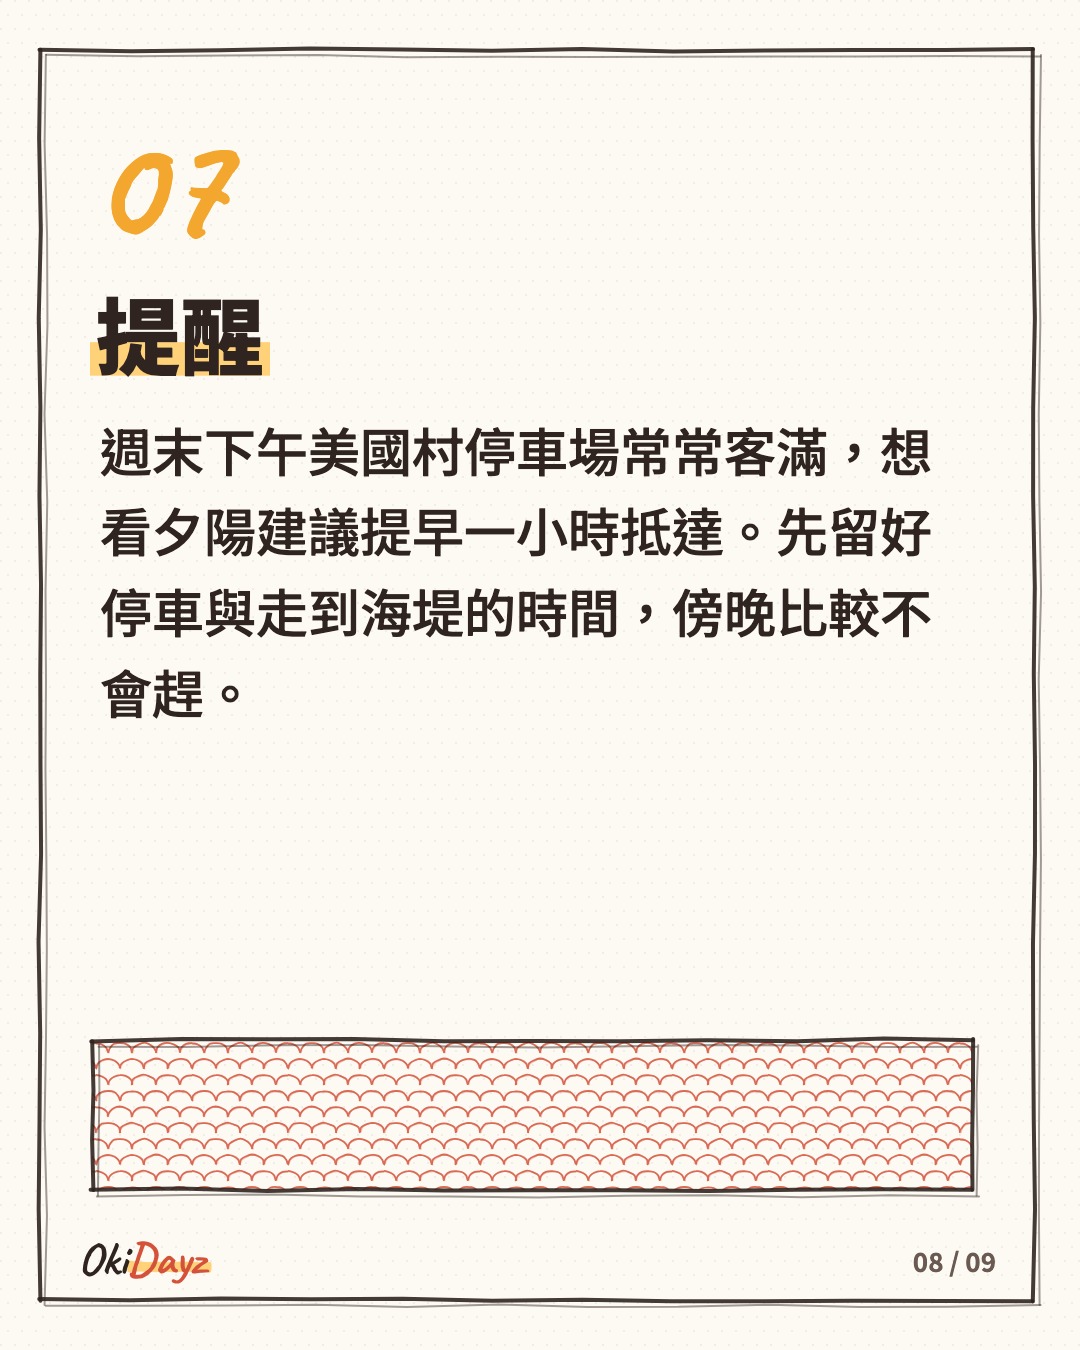 07
提醒
週末下午美國村停車場常常客滿，想
看夕陽建議提早一小時抵達。先留好
停車與走到海堤的時間，傍晚比較不
會趕。
OkiDayz
08 / 09